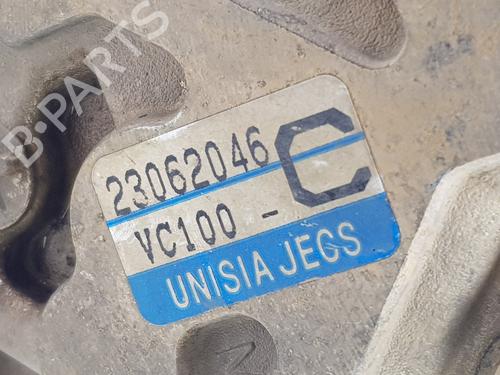 B-PARTS
23062046
VC100 - C
UNISIA JECS